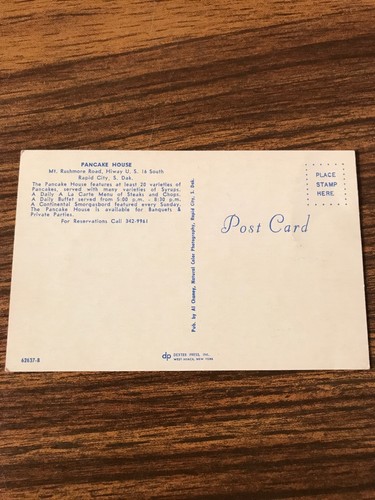 PANCAKE HOUSE
Mt. Rushmore Road, Hiway U. S. 16 South
Rapid City, S. Dak.
The Pancake House features at least 20 varieties of
Pancakes, served with many varieties of Syrups.
A Daily A La Carte Menu of Steaks and Chops.
A Daily Buffet served from 5:00 p.m. - 8:30 p.m.
A Continental Smorgasbord featured every Sunday.
The Pancake House is available for Banquets &
Private Parties.
For Reservations Call 342-9961
Pub. by Al Chaney, Natural Color Photography, Rapid City, S. Dak.
PLACE
STAMP
HERE
Post Card
dp
DEXTER PRESS, INC.
WEST NYACK, NEW YORK
63037-B